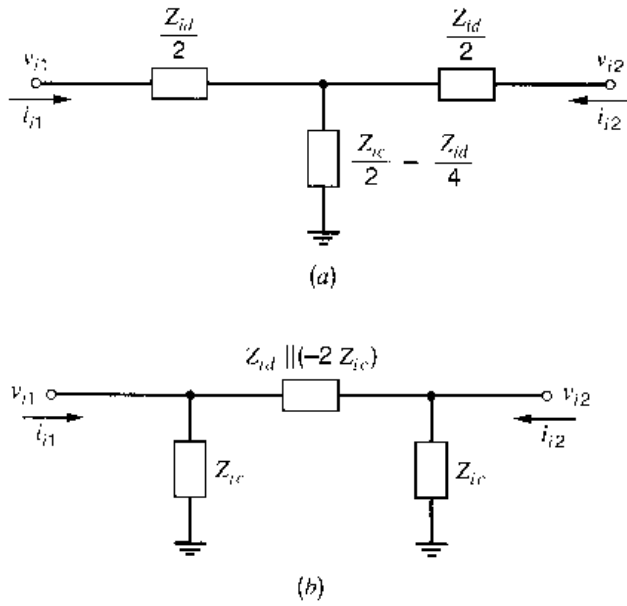 Z_id/2
Z_id/2
v_i1
v_i2
i_i1
i_i2
Z_ic/2 − Z_id/4
(a)
Z_id ||(−2 Z_ic)
v_i1
v_i2
i_i1
i_i2
Z_ic
Z_ic
(b)